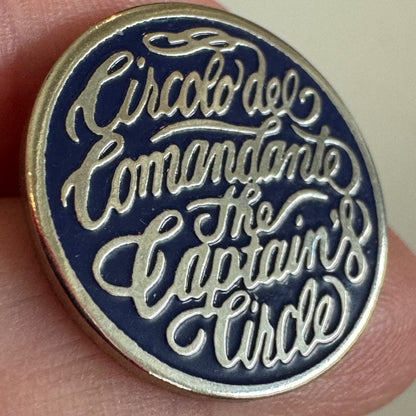 Circolo del
Comandante
the
Captain's
Circle